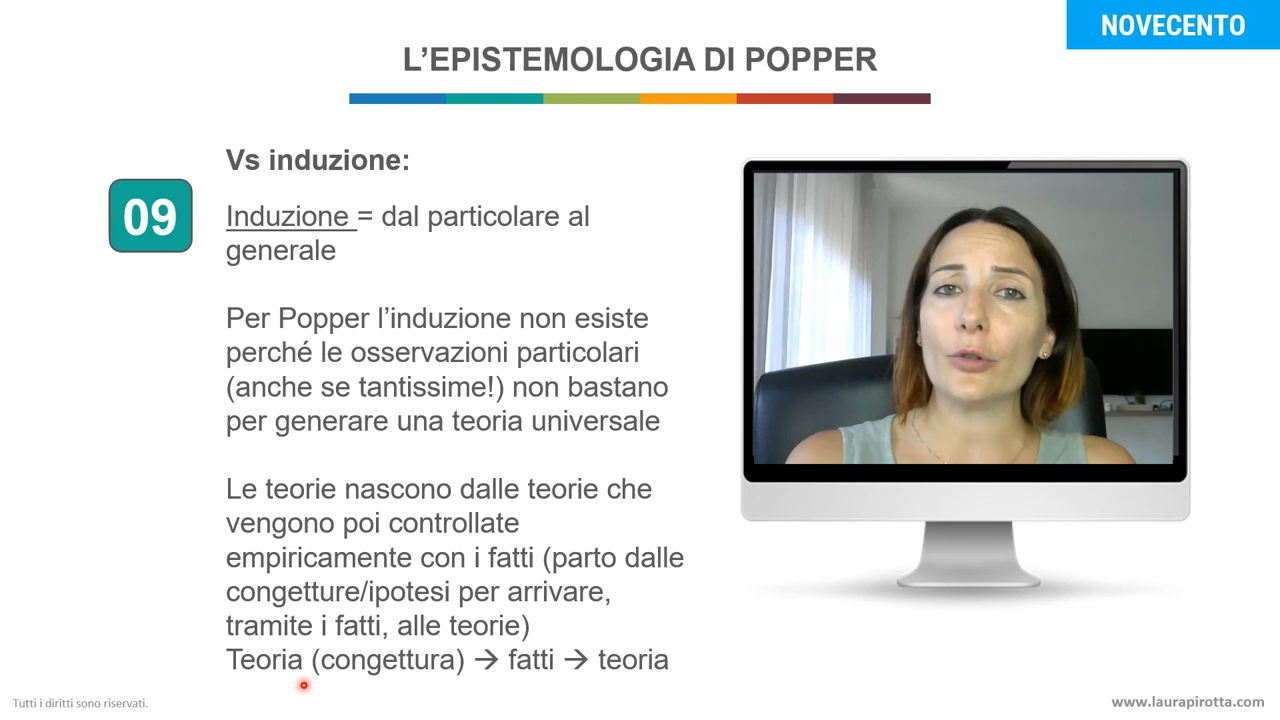 NOVECENTO
L’EPISTEMOLOGIA DI POPPER
Vs induzione:
09
Induzione = dal particolare al
generale
Per Popper l’induzione non esiste
perché le osservazioni particolari
(anche se tantissime!) non bastano
per generare una teoria universale
Le teorie nascono dalle teorie che
vengono poi controllate
empiricamente con i fatti (parto dalle
congetture/ipotesi per arrivare,
tramite i fatti, alle teorie)
Teoria (congettura) → fatti → teoria
Tutti i diritti sono riservati.
www.laurapirotta.com